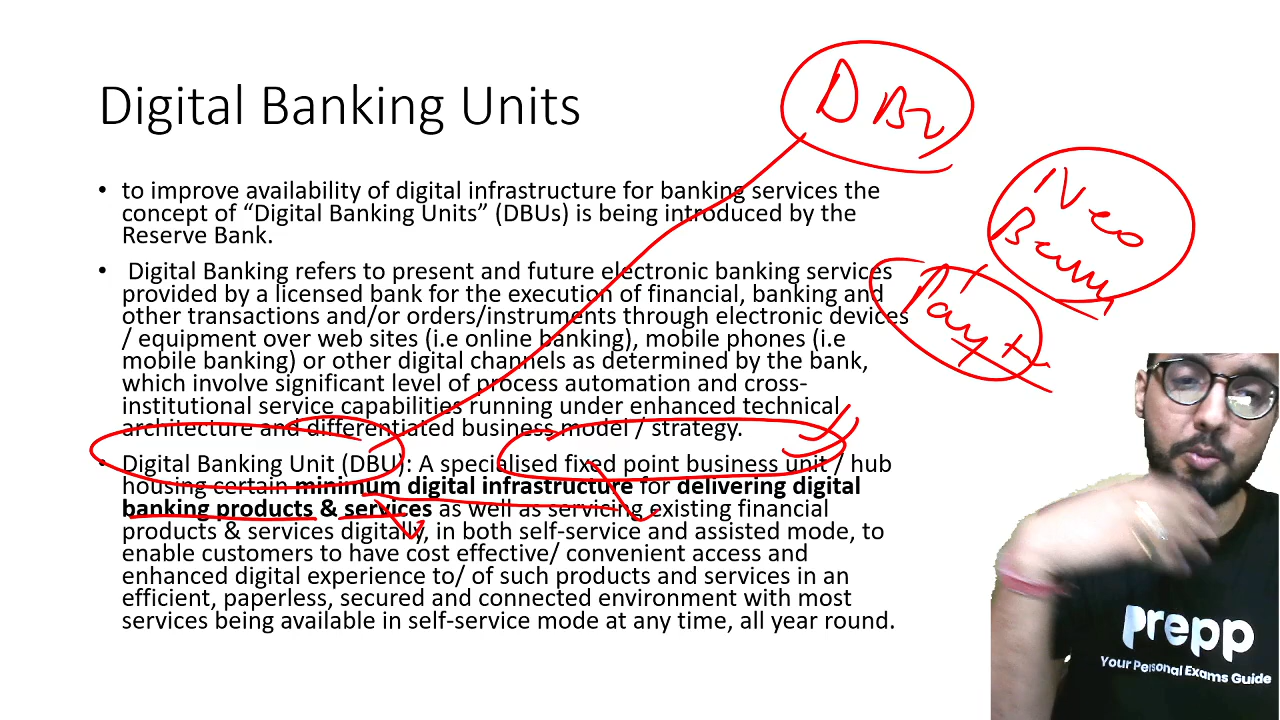 Digital Banking Units
DBU
Neo
Bank
Paytm
• to improve availability of digital infrastructure for banking services the
concept of “Digital Banking Units” (DBUs) is being introduced by the
Reserve Bank.
• Digital Banking refers to present and future electronic banking services
provided by a licensed bank for the execution of financial, banking and
other transactions and/or orders/instruments through electronic devices
/ equipment over web sites (i.e online banking), mobile phones (i.e
mobile banking) or other digital channels as determined by the bank,
which involve significant level of process automation and cross-
institutional service capabilities running under enhanced technical
architecture and differentiated business model / strategy.
• Digital Banking Unit (DBU): A specialised fixed point business unit / hub
housing certain minimum digital infrastructure for delivering digital
banking products & services as well as servicing existing financial
products & services digitally, in both self-service and assisted mode, to
enable customers to have cost effective/ convenient access and
enhanced digital experience to/ of such products and services in an
efficient, paperless, secured and connected environment with most
services being available in self-service mode at any time, all year round.
prepp
Your Personal Exams Guide